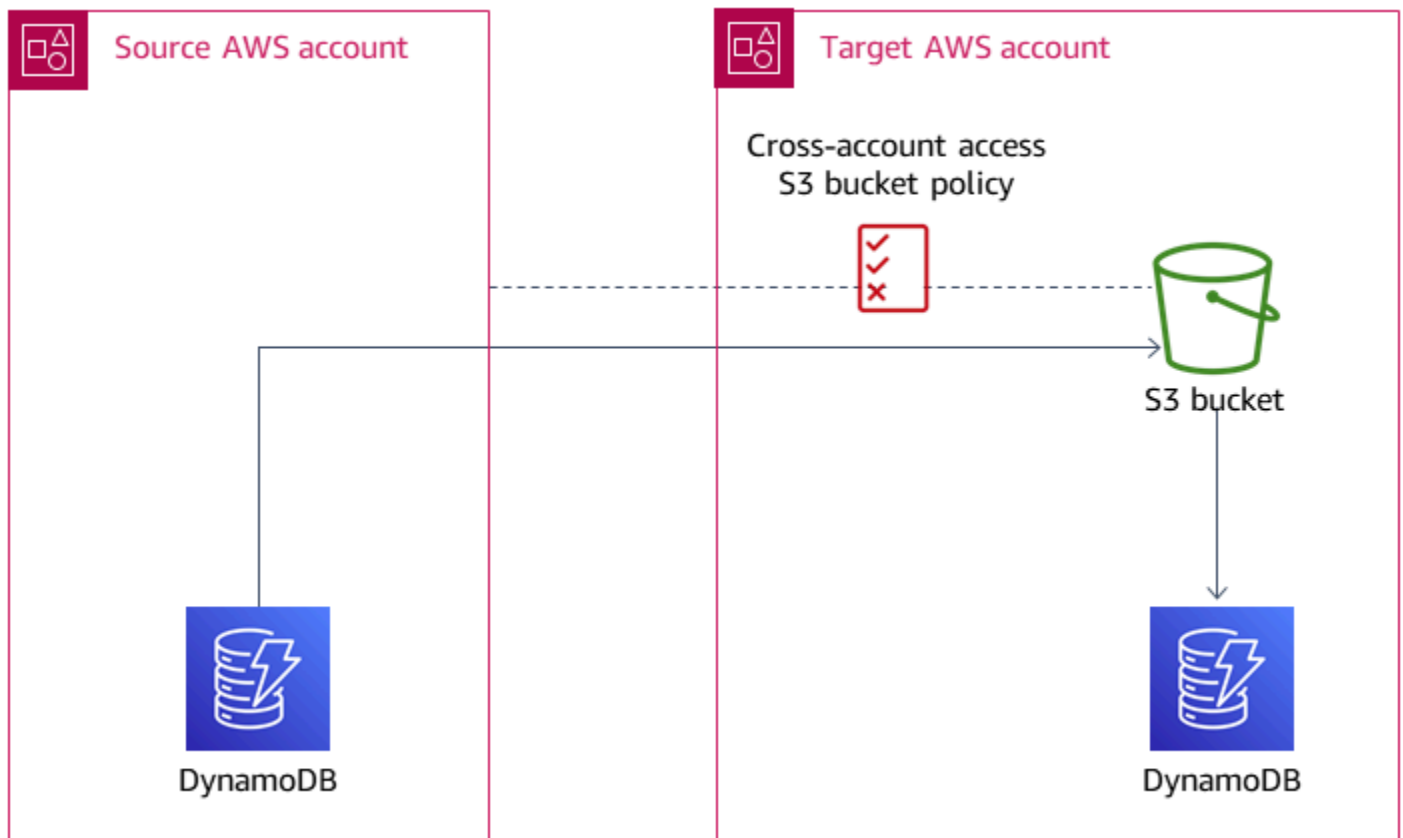 Source AWS account
Target AWS account
Cross-account access
S3 bucket policy
S3 bucket
DynamoDB
DynamoDB